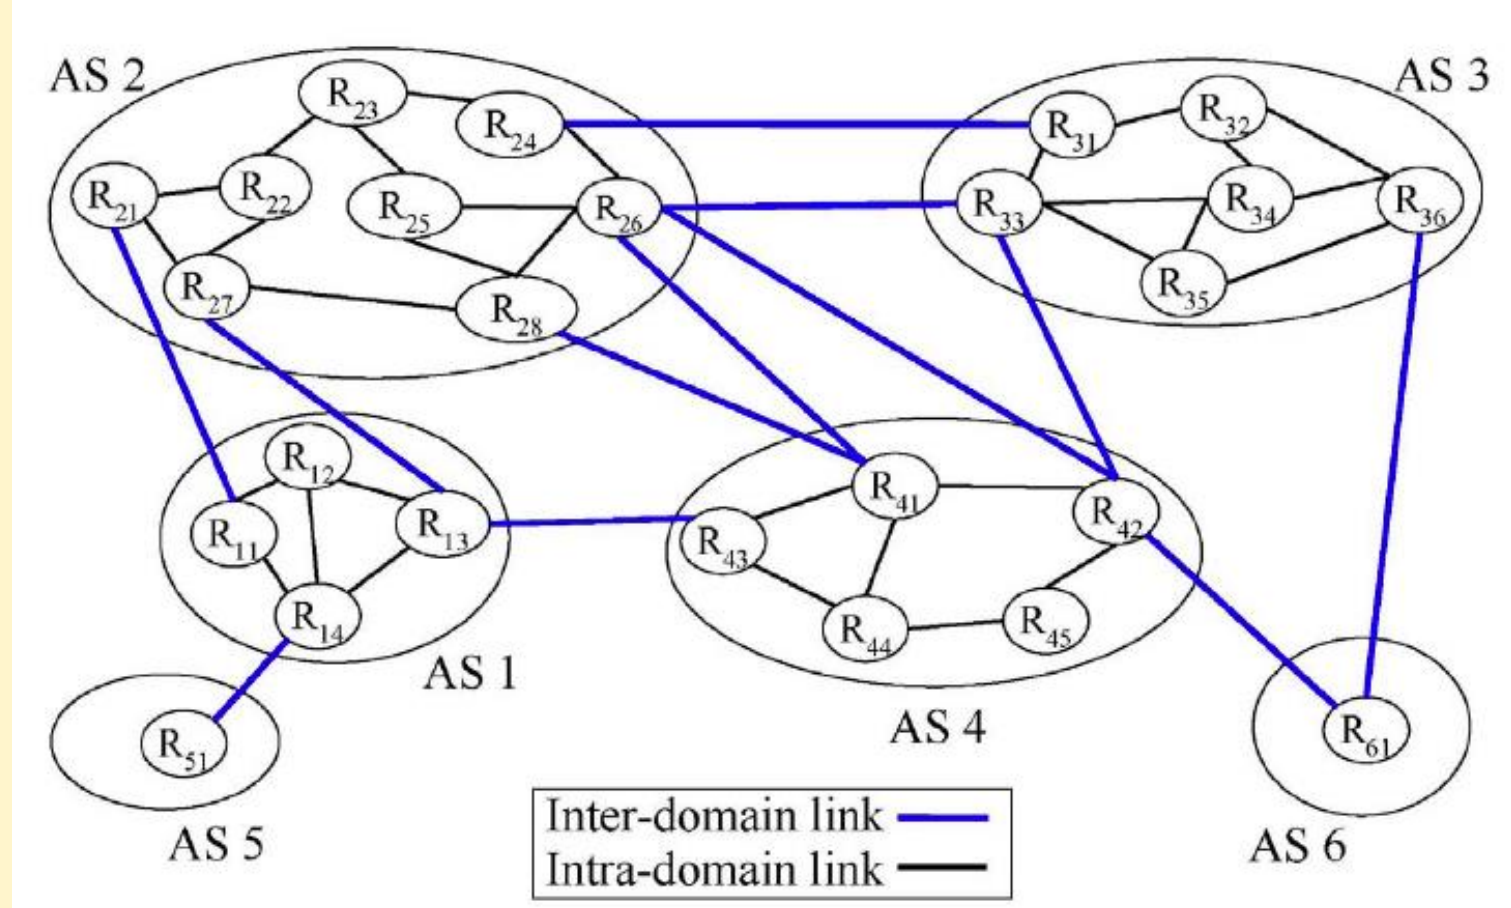 AS 2
AS 3
R23
R24
R31
R32
R21
R22
R25
R26
R33
R34
R36
R27
R28
R35
R12
R11
R13
R41
R42
R43
R14
R44
R45
AS 1
AS 4
R51
R61
AS 5
AS 6
Inter-domain link
Intra-domain link